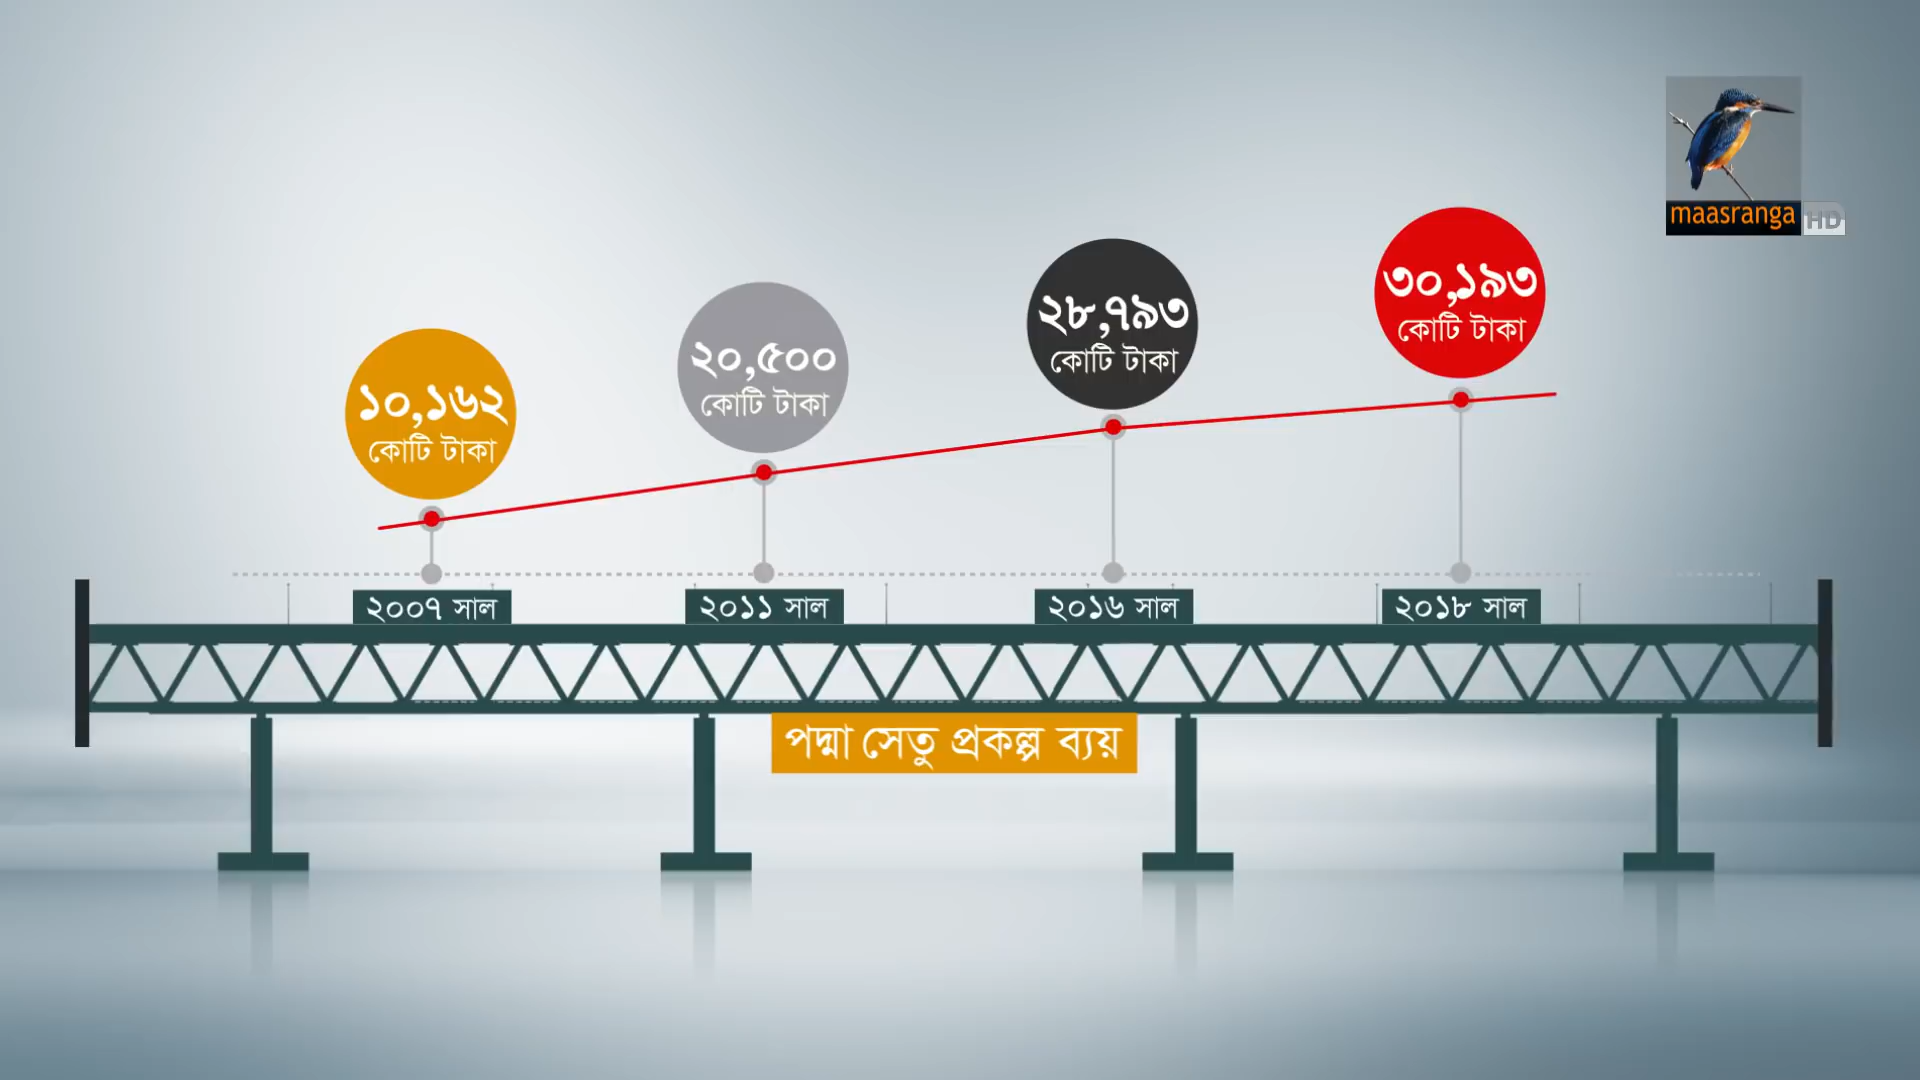 maasranga HD
১০,১৬২
কোটি টাকা
২০,৫০০
কোটি টাকা
২৮,৭৯৩
কোটি টাকা
৩০,১৯৩
কোটি টাকা
২০০৭ সাল
২০১১ সাল
২০১৬ সাল
২০১৮ সাল
পদ্মা সেতু প্রকল্প ব্যয়